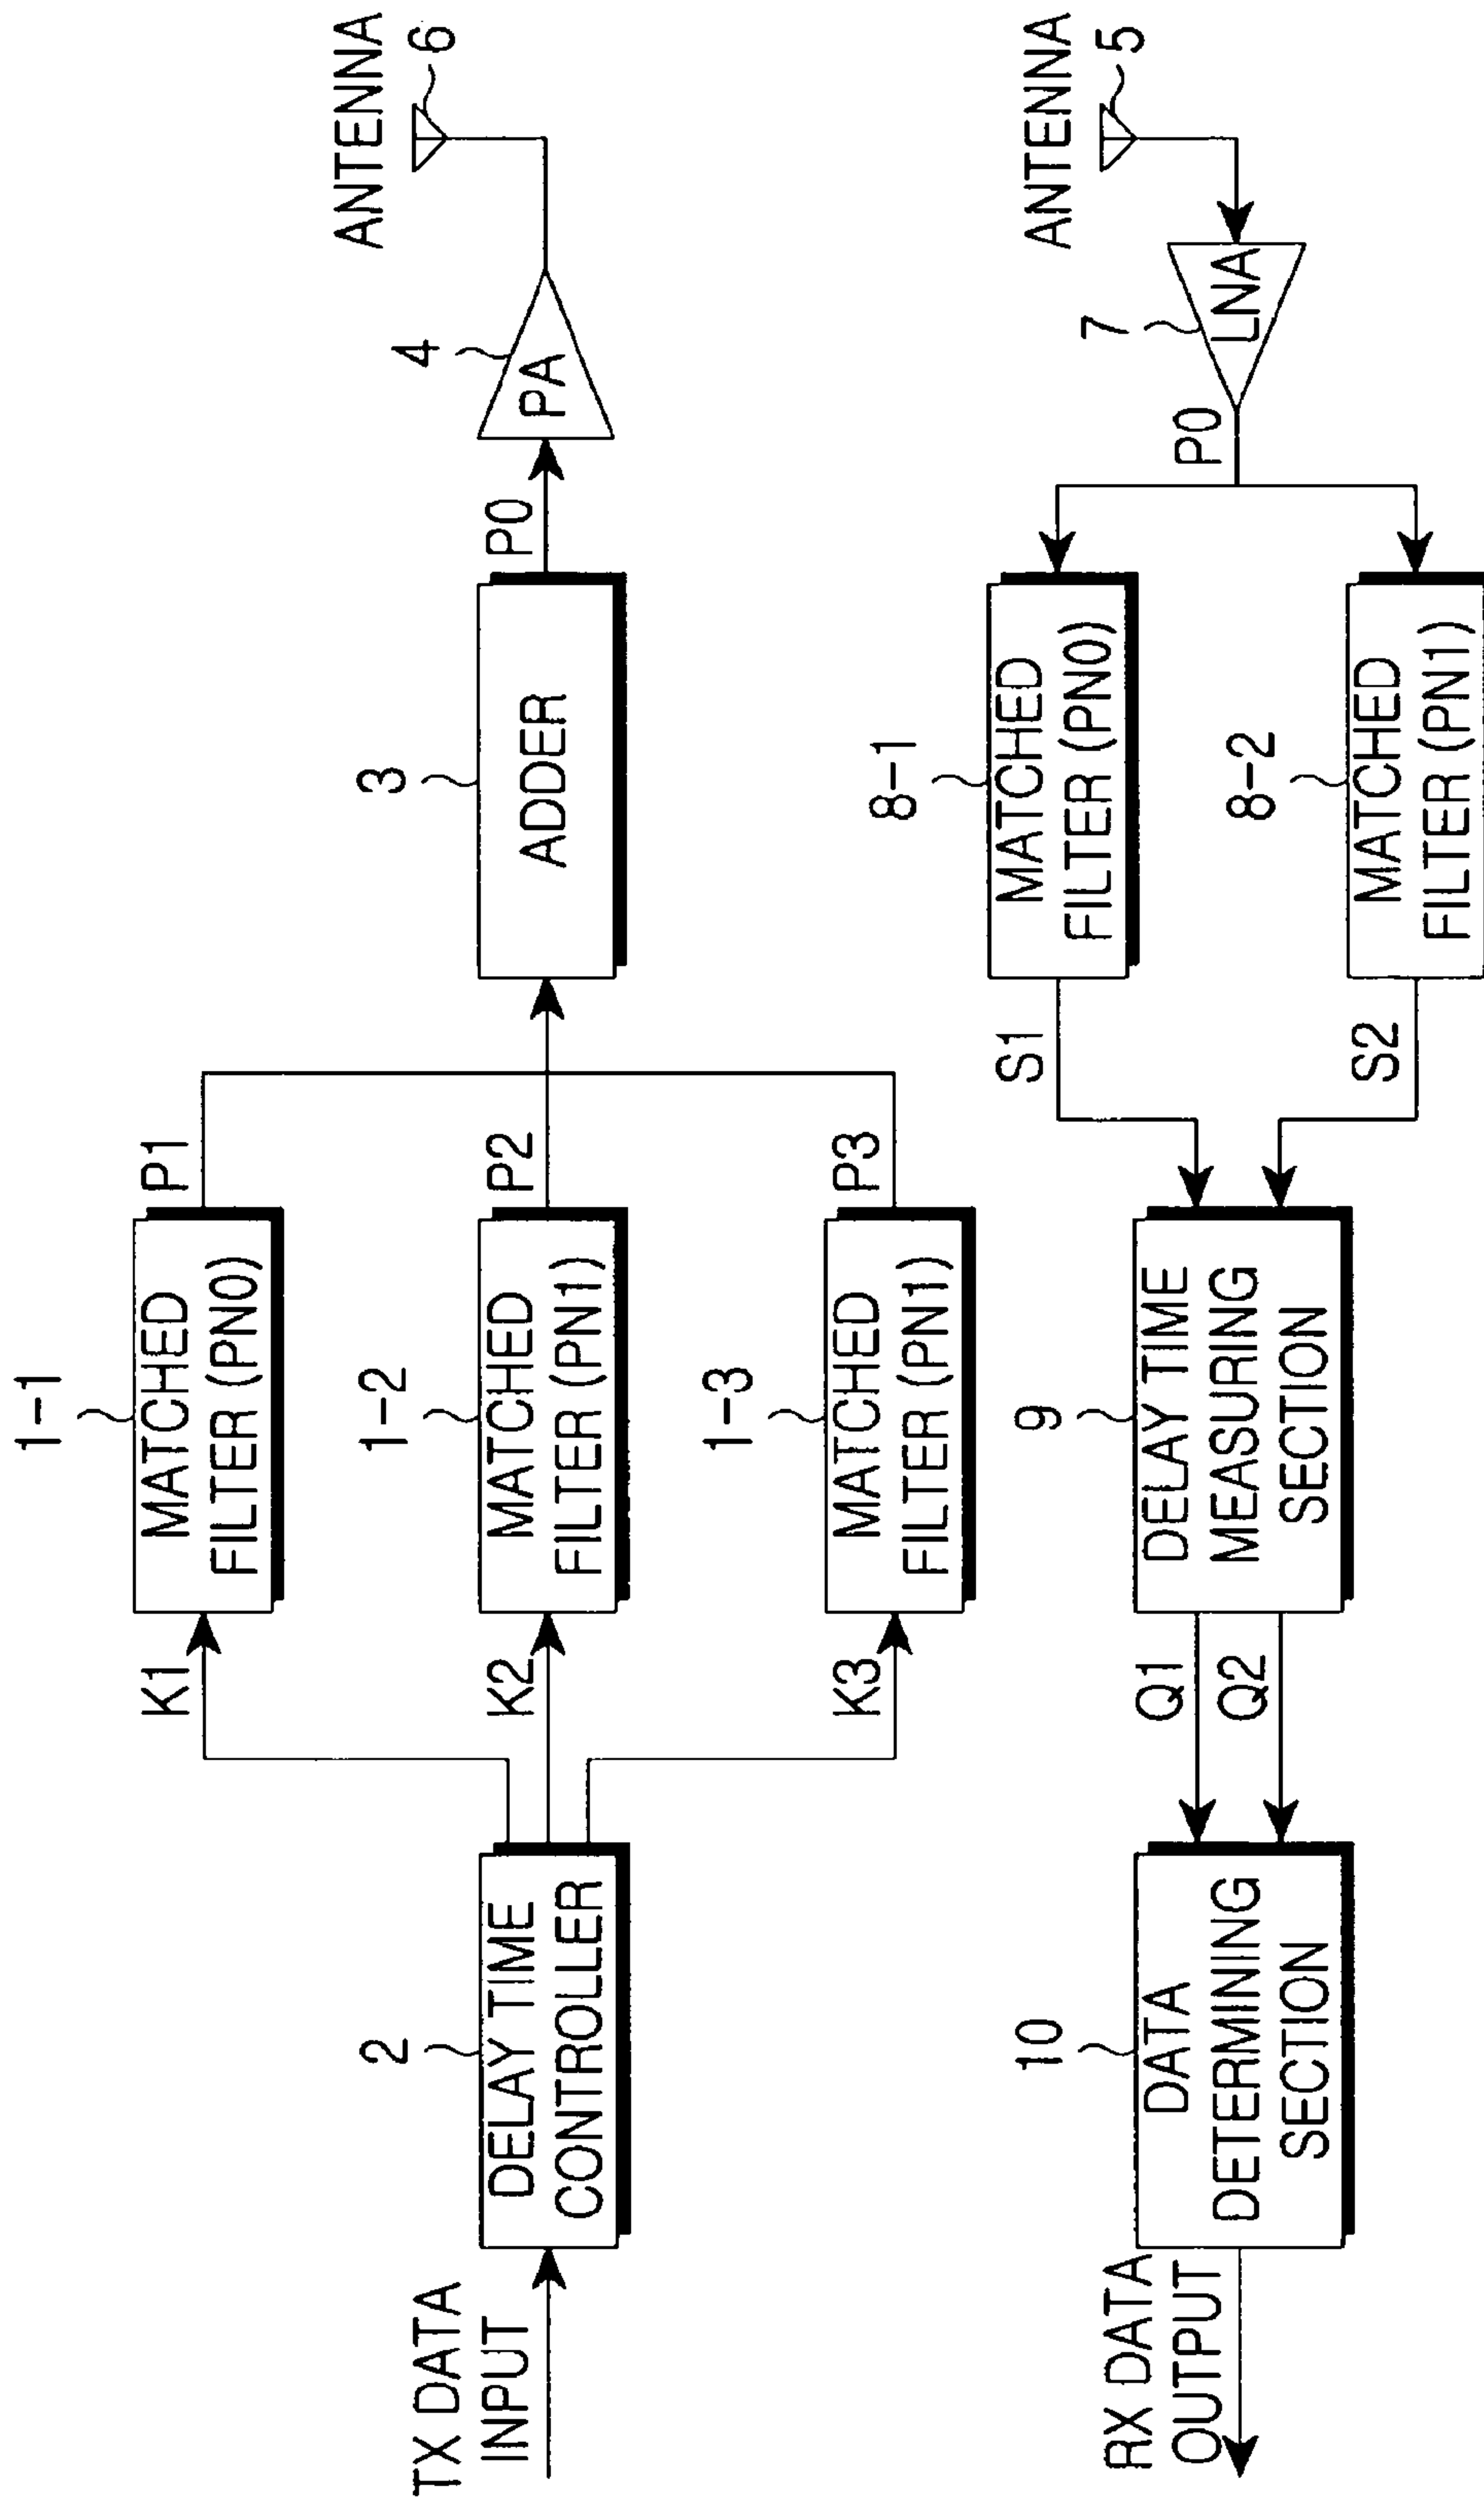 TX DATA
INPUT
2
DELAY TIME
CONTROLLER
K1
K2
K3
1-1
MATCHED
FILTER (PN0)
P1
1-2
MATCHED
FILTER (PN1)
P2
1-3
MATCHED
FILTER (PN1)
P3
3
ADDER
P0
4
PA
ANTENNA
6
ANTENNA
5
7
LNA
P0
8-1
MATCHED
FILTER (PN0)
8-2
MATCHED
FILTER (PN1)
S1
S2
9
DELAY TIME
MEASURING
SECTION
Q1
Q2
10
DATA
DETERMINING
SECTION
RX DATA
OUTPUT